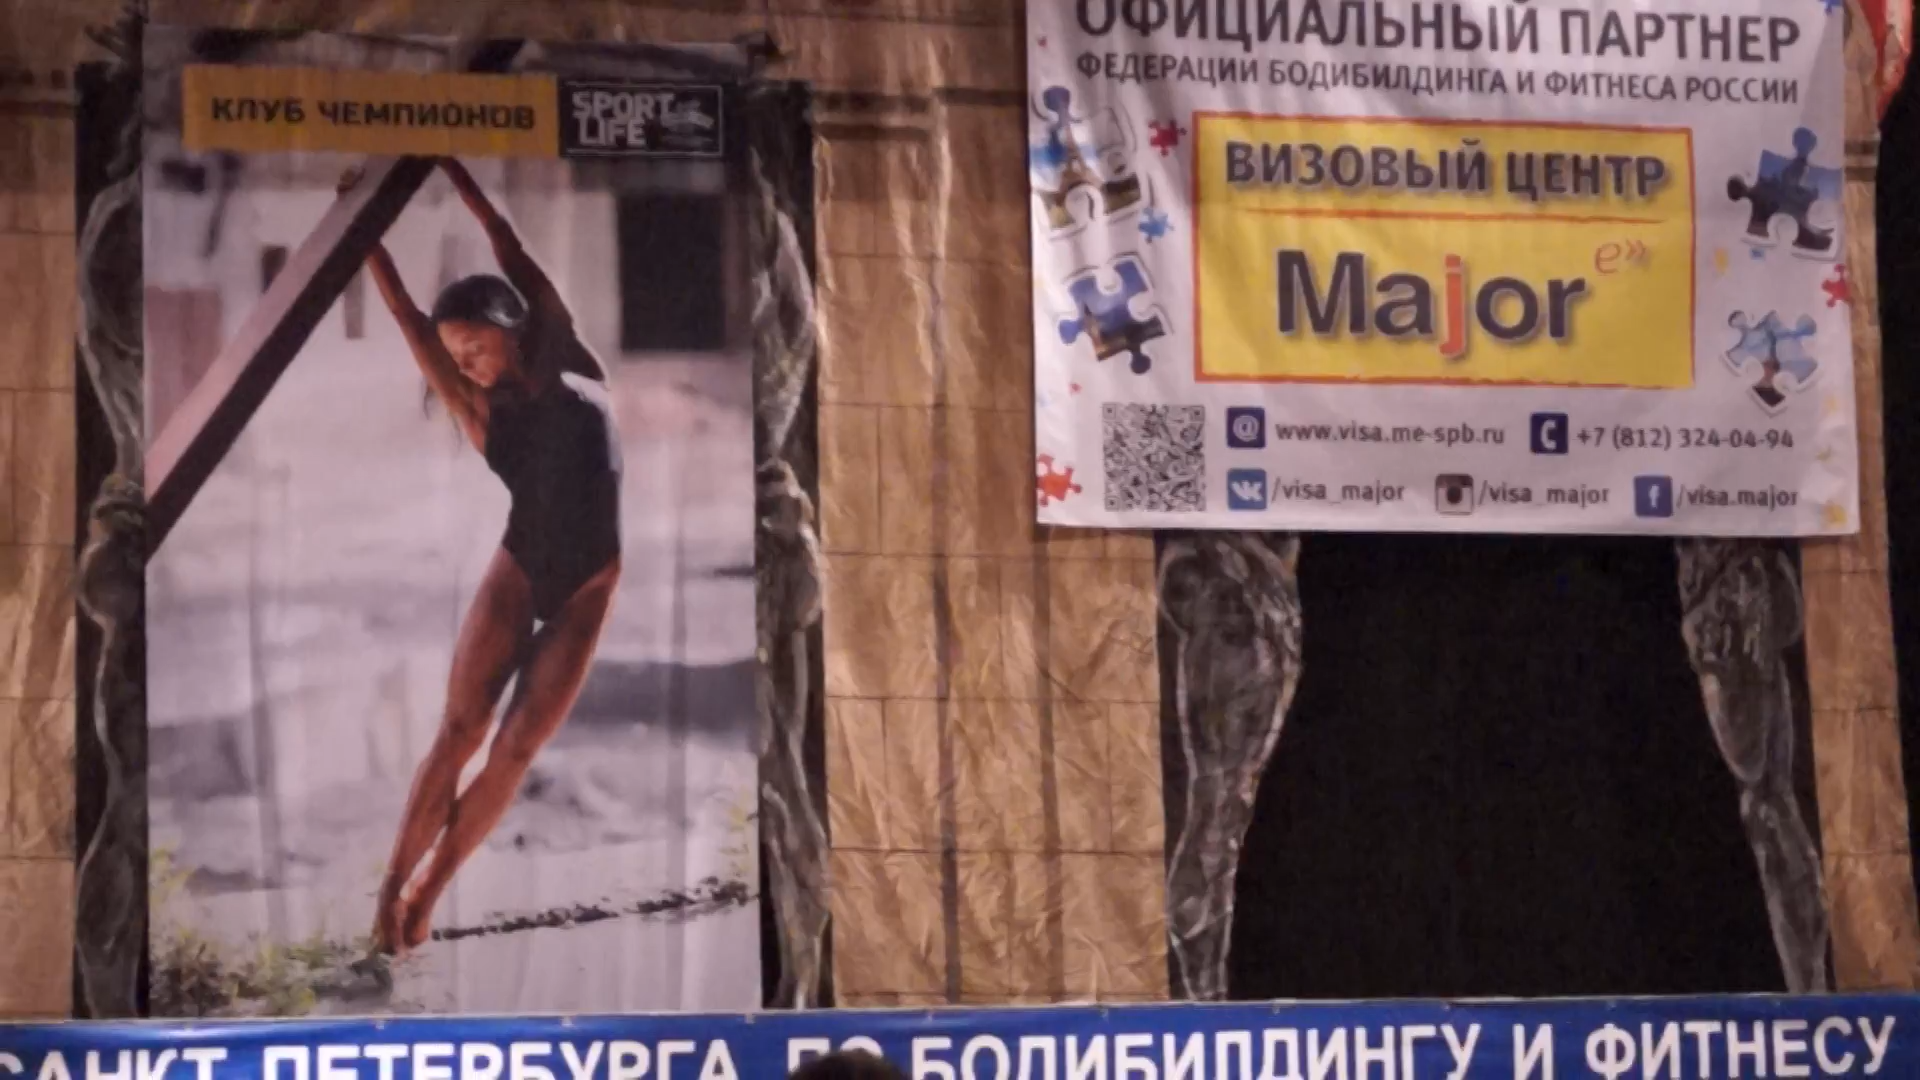 КЛУБ ЧЕМПИОНОВ
SPORT
LIFE
ОФИЦИАЛЬНЫЙ ПАРТНЕР
ФЕДЕРАЦИИ БОДИБИЛДИНГА И ФИТНЕСА РОССИИ
ВИЗОВЫЙ ЦЕНТР
Major e»
www.visa.me-spb.ru +7 (812) 324-04-94
/visa_major /visa_major /visa.major
САНКТ ПЕТЕРБУРГА ПО БОДИБИЛДИНГУ И ФИТНЕСУ